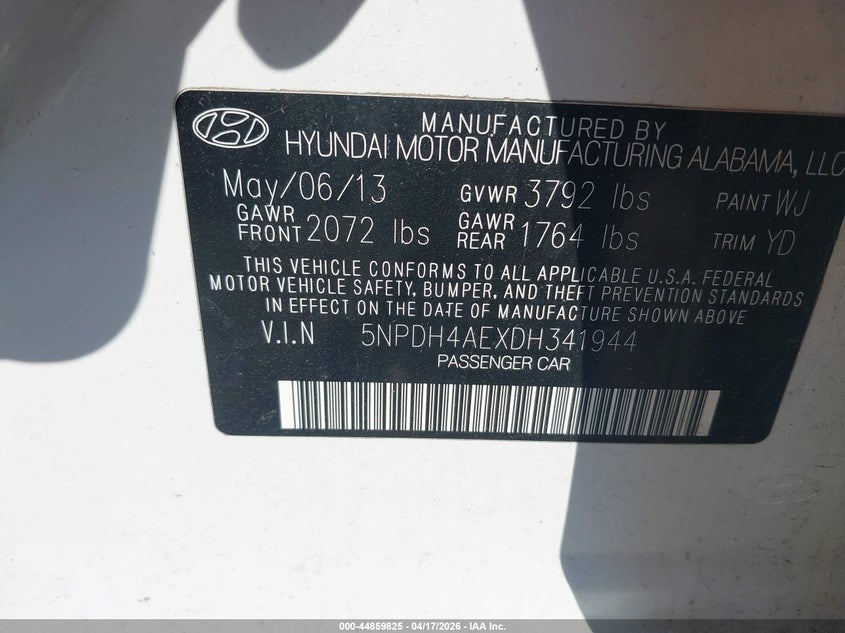 MANUFACTURED BY
HYUNDAI MOTOR MANUFACTURING ALABAMA, LLC
May/06/13 GVWR 3792 lbs PAINT WJ
GAWR FRONT 2072 lbs GAWR REAR 1764 lbs TRIM YD
THIS VEHICLE CONFORMS TO ALL APPLICABLE U.S.A. FEDERAL
MOTOR VEHICLE SAFETY, BUMPER, AND THEFT PREVENTION STANDARDS
IN EFFECT ON THE DATE OF MANUFACTURE SHOWN ABOVE
V.I.N 5NPDH4AEXDH341944
PASSENGER CAR
000-44859825 - 04/17/2026 - IAA Inc.